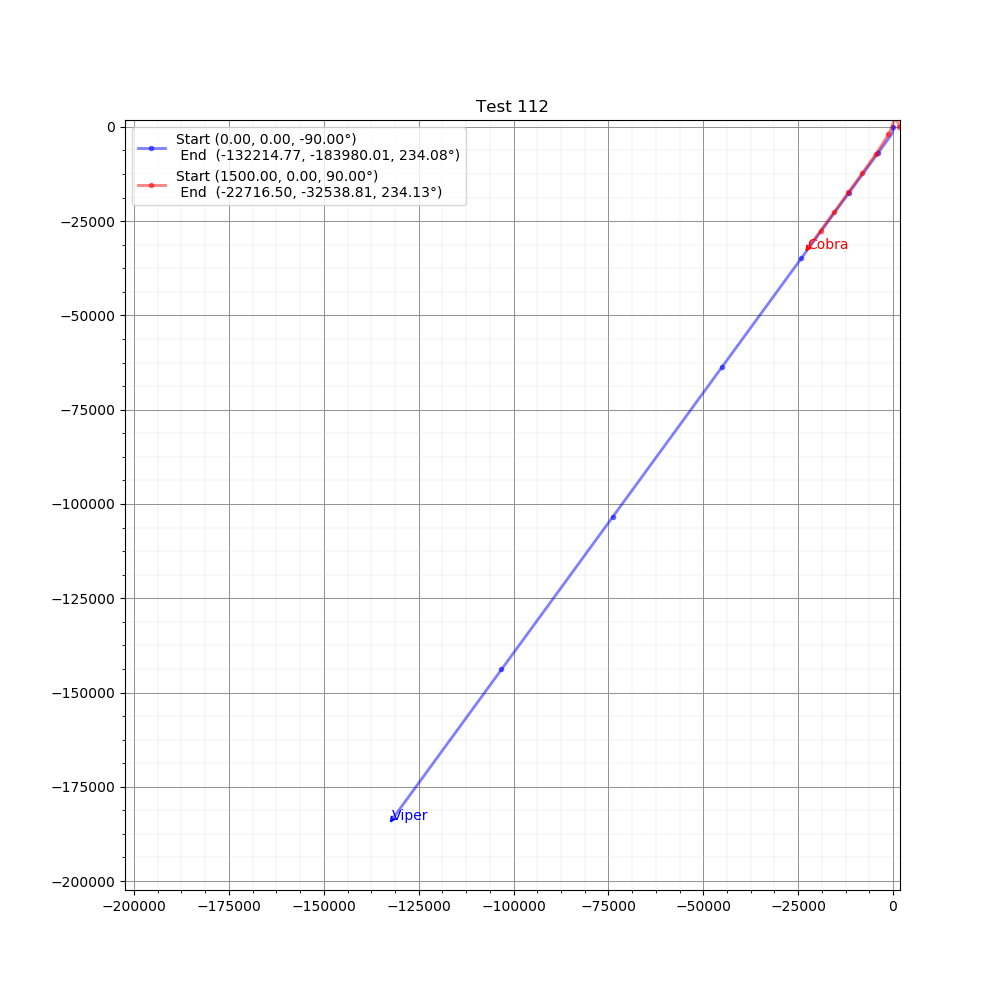 Test 112
Start (0.00, 0.00, -90.00°)
End (-132214.77, -183980.01, 234.08°)
Start (1500.00, 0.00, 90.00°)
End (-22716.50, -32538.81, 234.13°)
0
−25000
−50000
−75000
−100000
−125000
−150000
−175000
−200000
Cobra
Viper
−200000 −175000 −150000 −125000 −100000 −75000 −50000 −25000 0